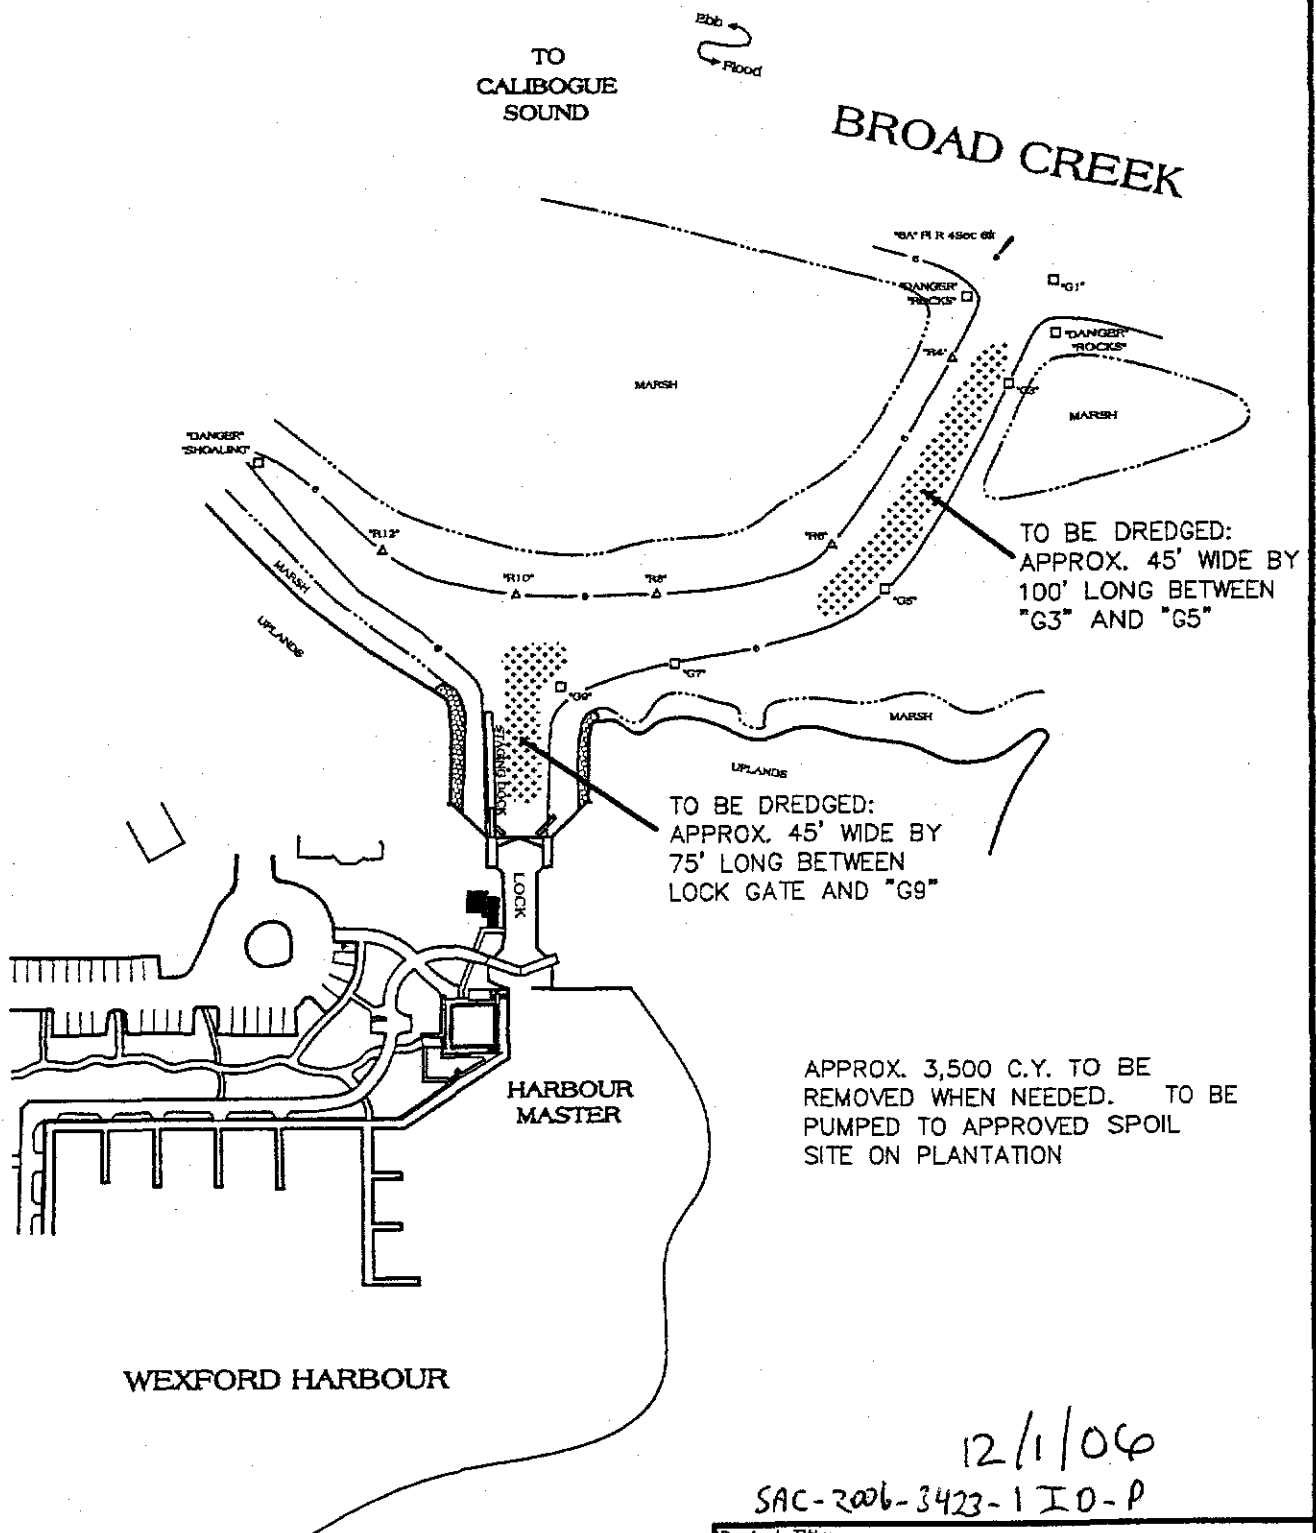 Ebb
Flood
TO
CALIBOGUE
SOUND
BROAD CREEK
"DANGER"
"ROCKS"
"G1"
"DANGER"
"ROCKS"
"R4"
"G3"
MARSH
MARSH
"DANGER"
"SHOALING"
"R12"
"R10"
"R8"
"R6"
"G5"
TO BE DREDGED:
APPROX. 45' WIDE BY
100' LONG BETWEEN
"G3" AND "G5"
MARSH
UPLANDS
"G7"
"G9"
MARSH
UPLANDS
STAGING DOCK
TO BE DREDGED:
APPROX. 45' WIDE BY
75' LONG BETWEEN
LOCK GATE AND "G9"
LOCK
HARBOUR
MASTER
APPROX. 3,500 C.Y. TO BE
REMOVED WHEN NEEDED. TO BE
PUMPED TO APPROVED SPOIL
SITE ON PLANTATION
WEXFORD HARBOUR
12/1/06
SAC-2006-3423-1 IO-P